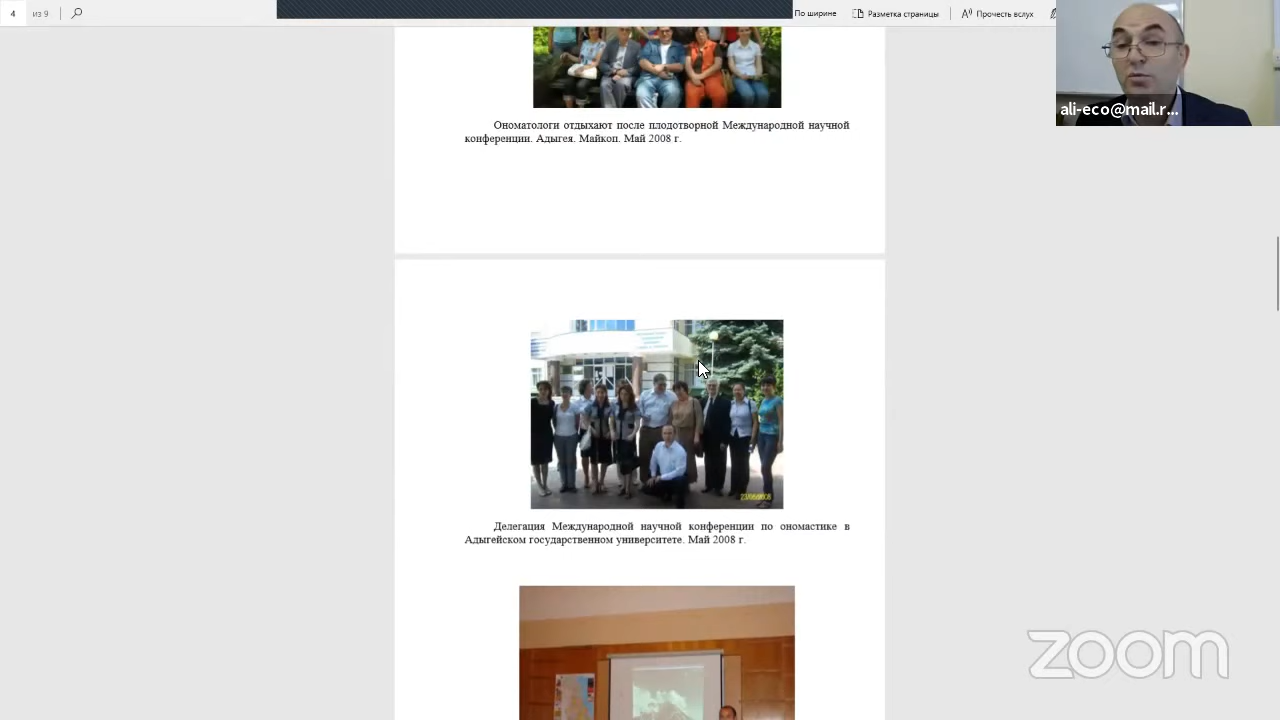 4
из 9
По ширине
Разметка страницы
Прочесть вслух
ali-eco@mail.r...
Ономатологи отдыхают после плодотворной Международной научной
конференции. Адыгея. Майкоп. Май 2008 г.
Делегация Международной научной конференции по ономастике в
Адыгейском государственном университете. Май 2008 г.
zoom